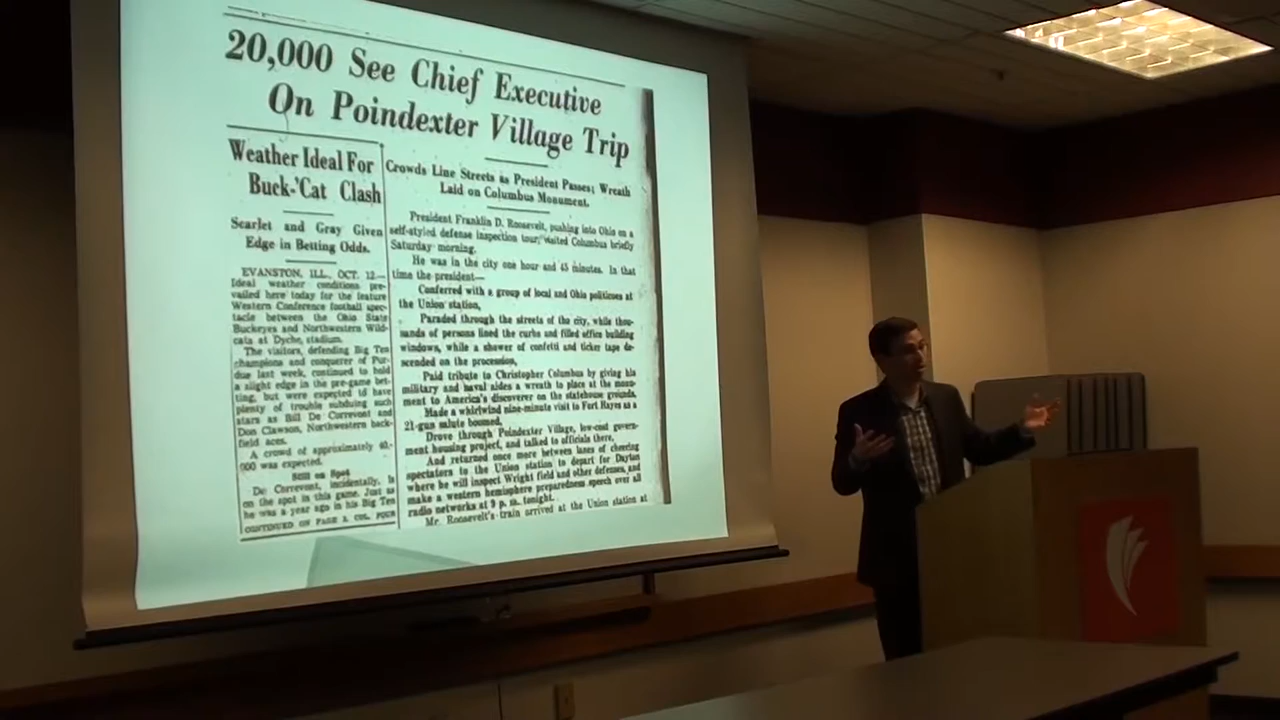 20,000 See Chief Executive
On Poindexter Village Trip
Weather Ideal For
Buck-'Cat Clash
Scarlet and Gray Given
Edge in Betting Odds.
EVANSTON, ILL., OCT. 12.—
Ideal weather conditions pre-
vailed here today for the feature
Western Conference football spec-
tacle between the Ohio State
Buckeyes and Northwestern Wild-
cats at Dyche, stadium.
The visitors, defending Big Ten
champions and conqueror of Pur-
due last week, continued to hold
a slight edge in the pre-game bet-
ting, but were expected to have
plenty of trouble subduing such
stars as Bill De Correvont and
Don Clawson, Northwestern back-
field aces.
A crowd of approximately
000 was expected.
Still on Spot
De Correvont, incidentally, is
on the spot in this game. Just as
he was a year ago in his Big Ten
CONTINUED ON PAGE 2, COL. FOUR
Crowds Line Streets as President Passes; Wreath
Laid on Columbus Monument.
President Franklin D. Roosevelt, pushing into Ohio on a
self-styled defense inspection tour, visited Columbus briefly
Saturday morning.
He was in the city one hour and 45 minutes. In that
time the president—
Conferred with a group of local and Ohio politicos at
the Union station,
Paraded through the streets of the city, while thou-
sands of persons lined the curbs and filled office building
windows, while a shower of confetti and ticker tape de-
scended on the procession,
Paid tribute to Christopher Columbus by giving his
military and naval aides a wreath to place at the monu-
ment to America's discoverer on the statehouse grounds,
Made a whirlwind nine-minute visit to Fort Hayes as a
21-gun salute boomed,
Drove through Poindexter Village, low-cost govern-
ment housing project, and talked to officials there,
And returned once more between lanes of cheering
spectators to the Union station to depart for Dayton
where he will inspect Wright field and other defenses, and
make a western hemisphere preparedness speech over all
radio networks at 9 p. m. tonight.
Mr. Roosevelt's train arrived at the Union station at